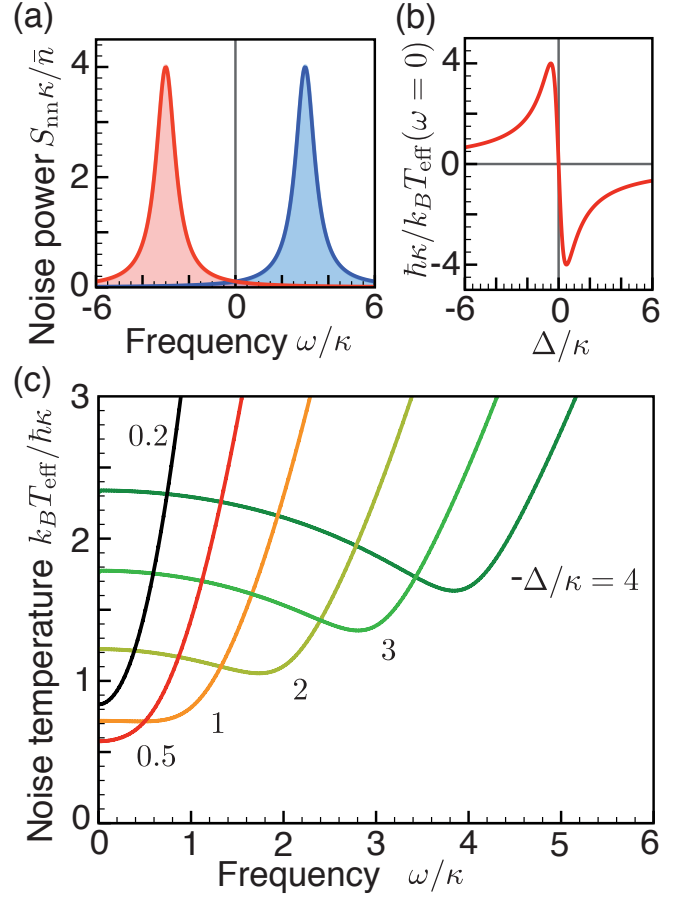 (a)
Noise power S_nn κ/n̄
4
2
0
-6 0 6
Frequency ω/κ
(b)
ħκ/k_B T_eff(ω = 0)
4
0
-4
-6 0 6
Δ/κ
(c)
Noise temperature k_B T_eff/ħκ
3
2
1
0
0.2
-Δ/κ = 4
3
2
1
0.5
0 1 2 3 4 5 6
Frequency ω/κ